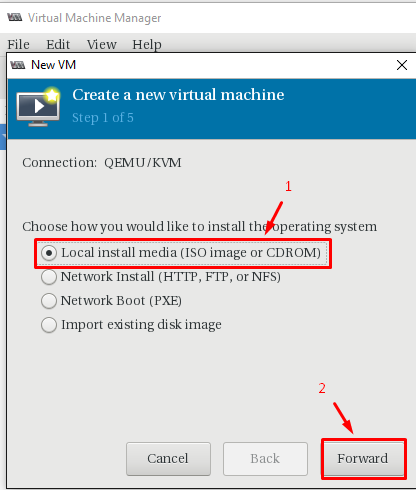 Virtual Machine Manager
File Edit View Help
New VM
Create a new virtual machine
Step 1 of 5
Connection: QEMU/KVM
1
Choose how you would like to install the operating system
Local install media (ISO image or CDROM)
Network Install (HTTP, FTP, or NFS)
Network Boot (PXE)
Import existing disk image
2
Cancel Back Forward